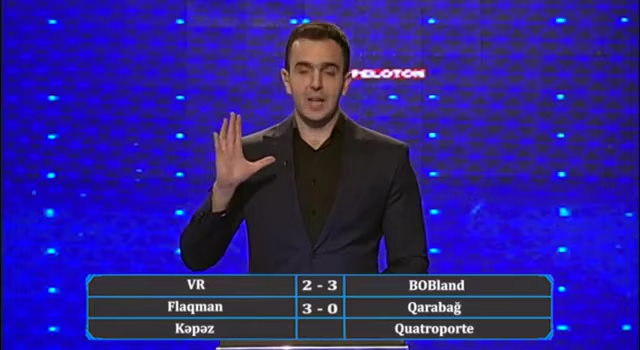 PELOTON
VR 2 - 3 BOBland
Flaqman 3 - 0 Qarabağ
Kəpəz Quatroporte